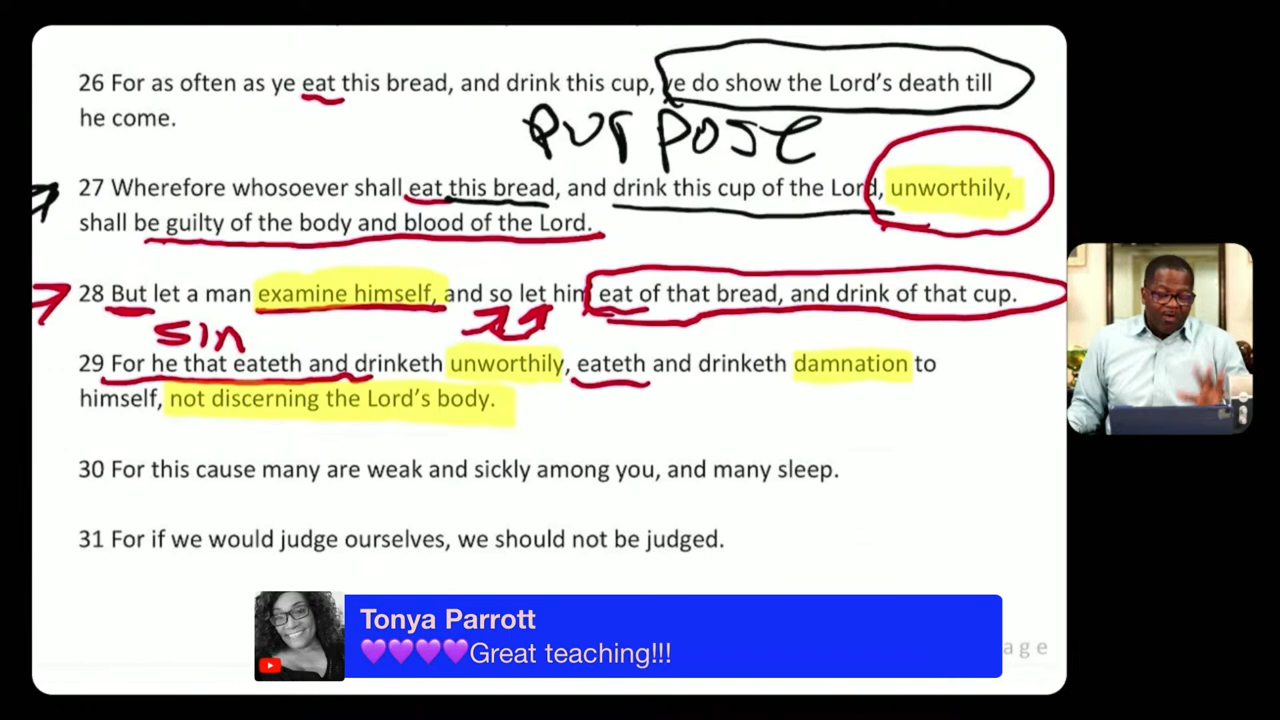 26 For as often as ye eat this bread, and drink this cup, ye do show the Lord's death till
he come.
purpose
27 Wherefore whosoever shall eat this bread, and drink this cup of the Lord, unworthily,
shall be guilty of the body and blood of the Lord.
28 But let a man examine himself, and so let him eat of that bread, and drink of that cup.
sin
29 For he that eateth and drinketh unworthily, eateth and drinketh damnation to
himself, not discerning the Lord's body.
30 For this cause many are weak and sickly among you, and many sleep.
31 For if we would judge ourselves, we should not be judged.
Tonya Parrott
💜💜💜💜Great teaching!!!
age